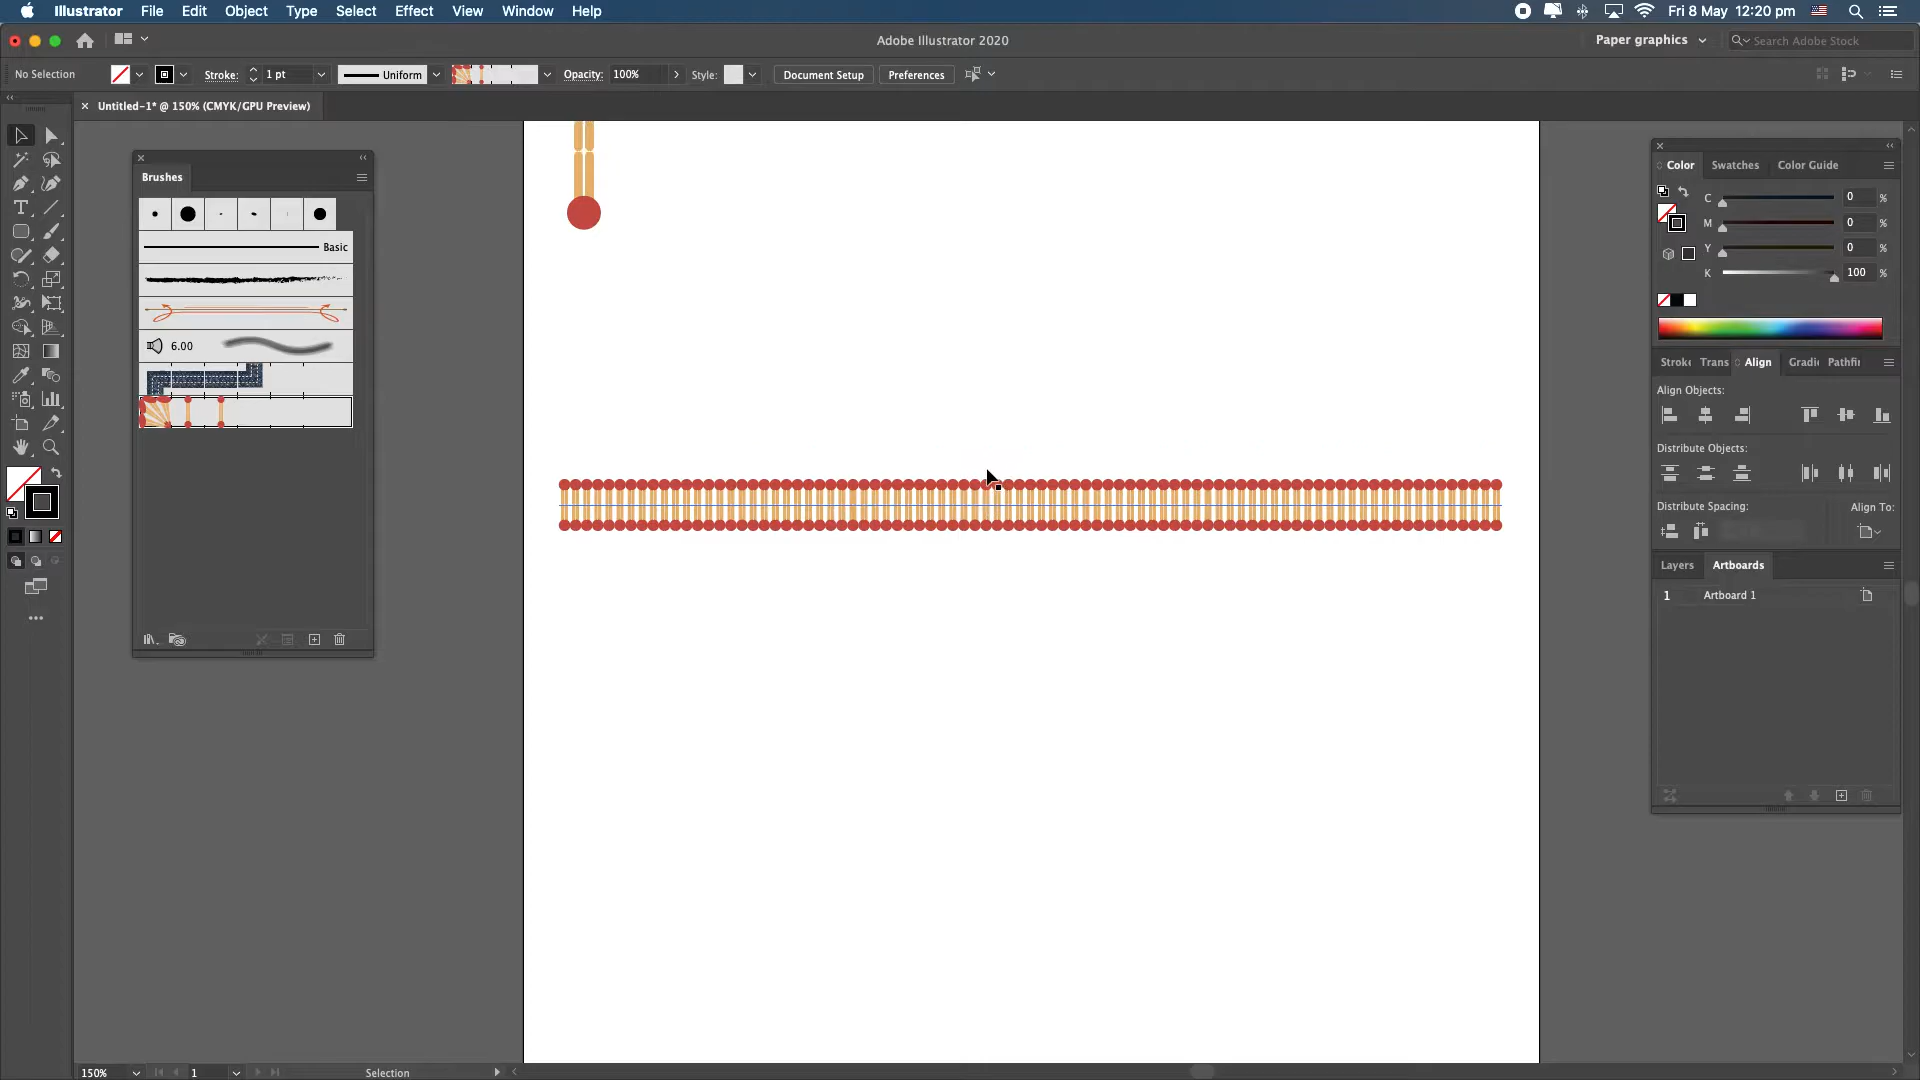 Illustrator File Edit Object Type Select Effect View Window Help Fri 8 May 12:20 pm
Adobe Illustrator 2020 Paper graphics Search Adobe Stock
No Selection Stroke: 1 pt Uniform Opacity: 100% Style: Document Setup Preferences
× Untitled-1* @ 150% (CMYK/GPU Preview)
Brushes
Basic
6.00
Color Swatches Color Guide
C 0 %
M 0 %
Y 0 %
K 100 %
Stroke Trans Align Gradi Pathfin
Align Objects:
Distribute Objects:
Distribute Spacing: Align To:
Layers Artboards
1 Artboard 1
150% 1 Selection